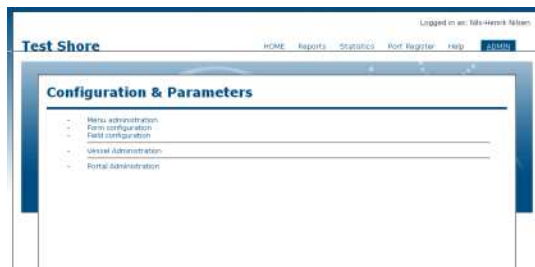 Logged in as: Nils-Henrik Nilsen
Test Shore
HOME Reports Statistics Port Register Help ADMIN
Configuration & Parameters
- Menu administration
- Form configuration
- Field configuration
- Vessel Administration
- Portal Administration